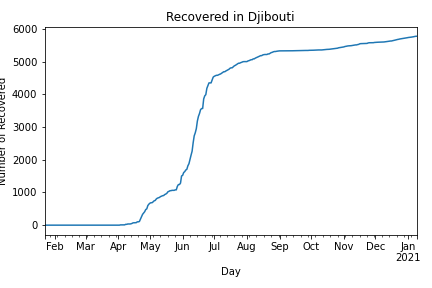 Recovered in Djibouti
Number of Recovered
6000
5000
4000
3000
2000
1000
0
Feb Mar Apr May Jun Jul Aug Sep Oct Nov Dec Jan
2021
Day